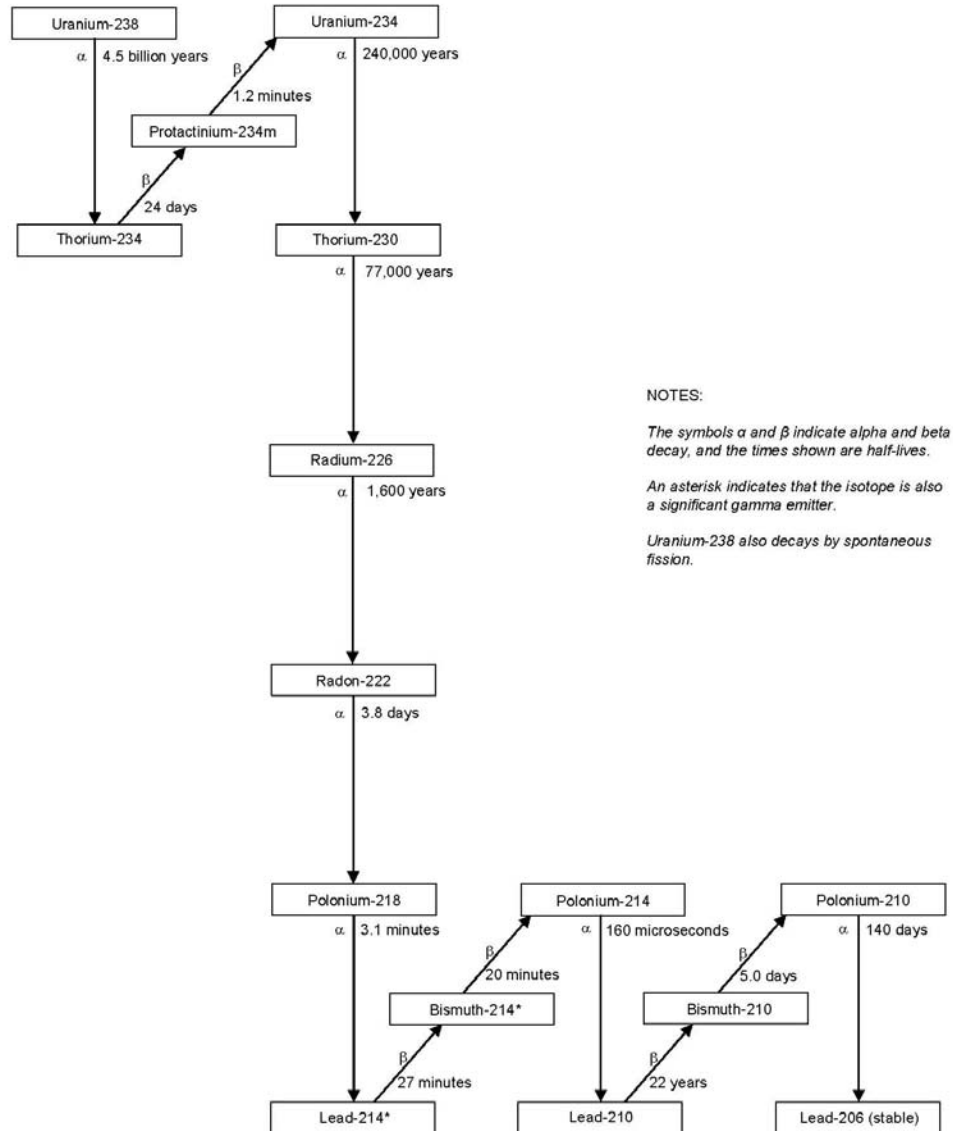 Uranium-238
Uranium-234
α 4.5 billion years
α 240,000 years
β
1.2 minutes
Protactinium-234m
β
24 days
Thorium-234
Thorium-230
α 77,000 years
NOTES:
The symbols α and β indicate alpha and beta
decay, and the times shown are half-lives.
An asterisk indicates that the isotope is also
a significant gamma emitter.
Uranium-238 also decays by spontaneous
fission.
Radium-226
α 1,600 years
Radon-222
α 3.8 days
Polonium-218
Polonium-214
Polonium-210
α 3.1 minutes
α 160 microseconds
α 140 days
β
20 minutes
β
5.0 days
Bismuth-214*
Bismuth-210
β
27 minutes
β
22 years
Lead-214*
Lead-210
Lead-206 (stable)